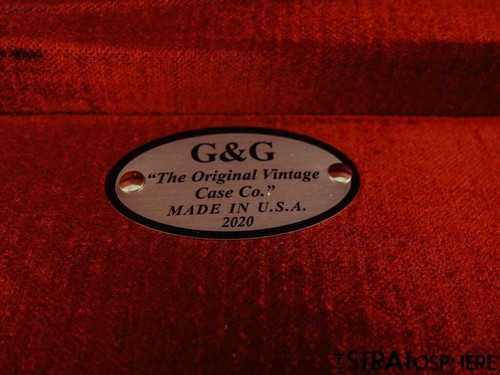 G&G
"The Original Vintage
Case Co."
MADE IN U.S.A.
2020
THE STRATOSPHERE